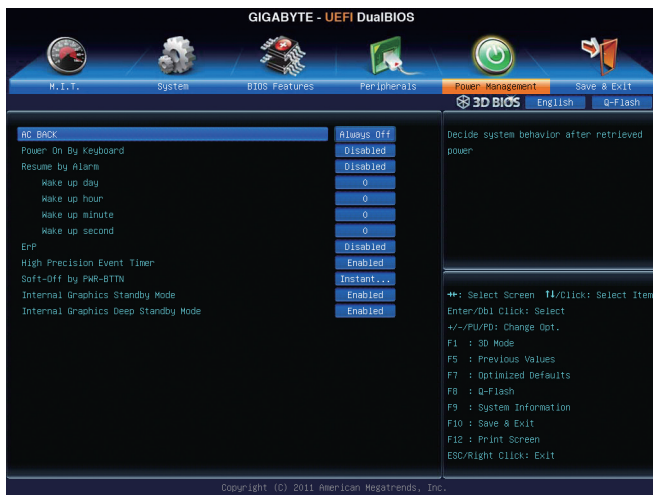 GIGABYTE - UEFI DualBIOS
M.I.T.
System
BIOS Features
Peripherals
Power Management
Save & Exit
3D BIOS
English
Q-Flash
AC BACK Always Off
Power On By Keyboard Disabled
Resume by Alarm Disabled
Wake up day 0
Wake up hour 0
Wake up minute 0
Wake up second 0
ErP Disabled
High Precision Event Timer Enabled
Soft-Off by PWR-BTTN Instant...
Internal Graphics Standby Mode Enabled
Internal Graphics Deep Standby Mode Enabled
Decide system behavior after retrieved
power
→←: Select Screen ↑↓/Click: Select Item
Enter/Dbl Click: Select
+/-/PU/PD: Change Opt.
F1 : 3D Mode
F5 : Previous Values
F7 : Optimized Defaults
F8 : Q-Flash
F9 : System Information
F10 : Save & Exit
F12 : Print Screen
ESC/Right Click: Exit
Copyright (C) 2011 American Megatrends, Inc.